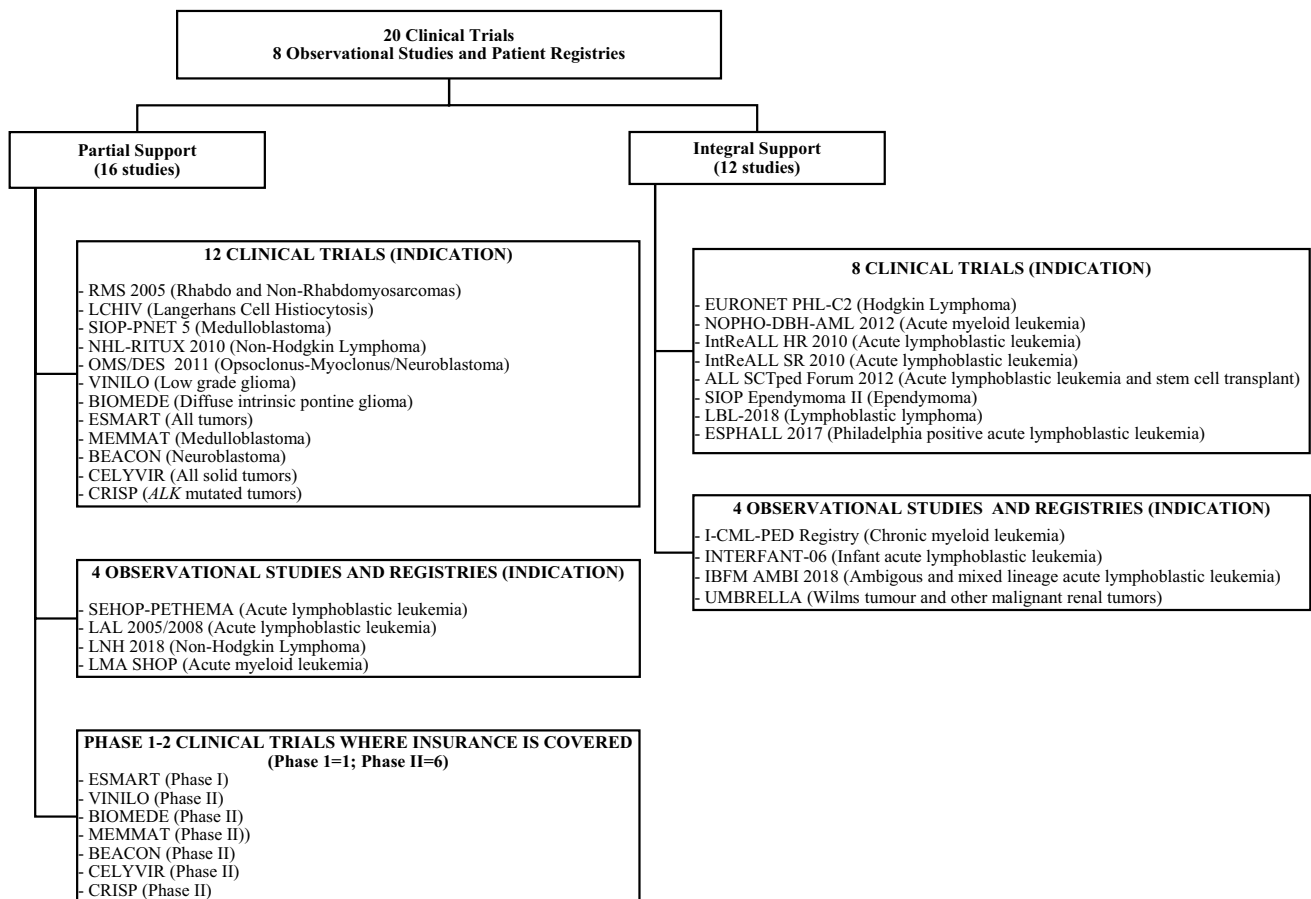 20 Clinical Trials
8 Observational Studies and Patient Registries
Partial Support
(16 studies)
Integral Support
(12 studies)
12 CLINICAL TRIALS (INDICATION)
- RMS 2005 (Rhabdo and Non-Rhabdomyosarcomas)
- LCHIV (Langerhans Cell Histiocytosis)
- SIOP-PNET 5 (Medulloblastoma)
- NHL-RITUX 2010 (Non-Hodgkin Lymphoma)
- OMS/DES  2011 (Opsoclonus-Myoclonus/Neuroblastoma)
- VINILO (Low grade glioma)
- BIOMEDE (Diffuse intrinsic pontine glioma)
- ESMART (All tumors)
- MEMMAT (Medulloblastoma)
- BEACON (Neuroblastoma)
- CELYVIR (All solid tumors)
- CRISP (ALK mutated tumors)
4 OBSERVATIONAL STUDIES AND REGISTRIES (INDICATION)
- SEHOP-PETHEMA (Acute lymphoblastic leukemia)
- LAL 2005/2008 (Acute lymphoblastic leukemia)
- LNH 2018 (Non-Hodgkin Lymphoma)
- LMA SHOP (Acute myeloid leukemia)
PHASE 1-2 CLINICAL TRIALS WHERE INSURANCE IS COVERED
(Phase 1=1; Phase II=6)
- ESMART (Phase I)
- VINILO (Phase II)
- BIOMEDE (Phase II)
- MEMMAT (Phase II))
- BEACON (Phase II)
- CELYVIR (Phase II)
- CRISP (Phase II)
8 CLINICAL TRIALS (INDICATION)
- EURONET PHL-C2 (Hodgkin Lymphoma)
- NOPHO-DBH-AML 2012 (Acute myeloid leukemia)
- IntReALL HR 2010 (Acute lymphoblastic leukemia)
- IntReALL SR 2010 (Acute lymphoblastic leukemia)
- ALL SCTped Forum 2012 (Acute lymphoblastic leukemia and stem cell transplant)
- SIOP Ependymoma II (Ependymoma)
- LBL-2018 (Lymphoblastic lymphoma)
- ESPHALL 2017 (Philadelphia positive acute lymphoblastic leukemia)
4 OBSERVATIONAL STUDIES  AND REGISTRIES (INDICATION)
- I-CML-PED Registry (Chronic myeloid leukemia)
- INTERFANT-06 (Infant acute lymphoblastic leukemia)
- IBFM AMBI 2018 (Ambigous and mixed lineage acute lymphoblastic leukemia)
- UMBRELLA (Wilms tumour and other malignant renal tumors)